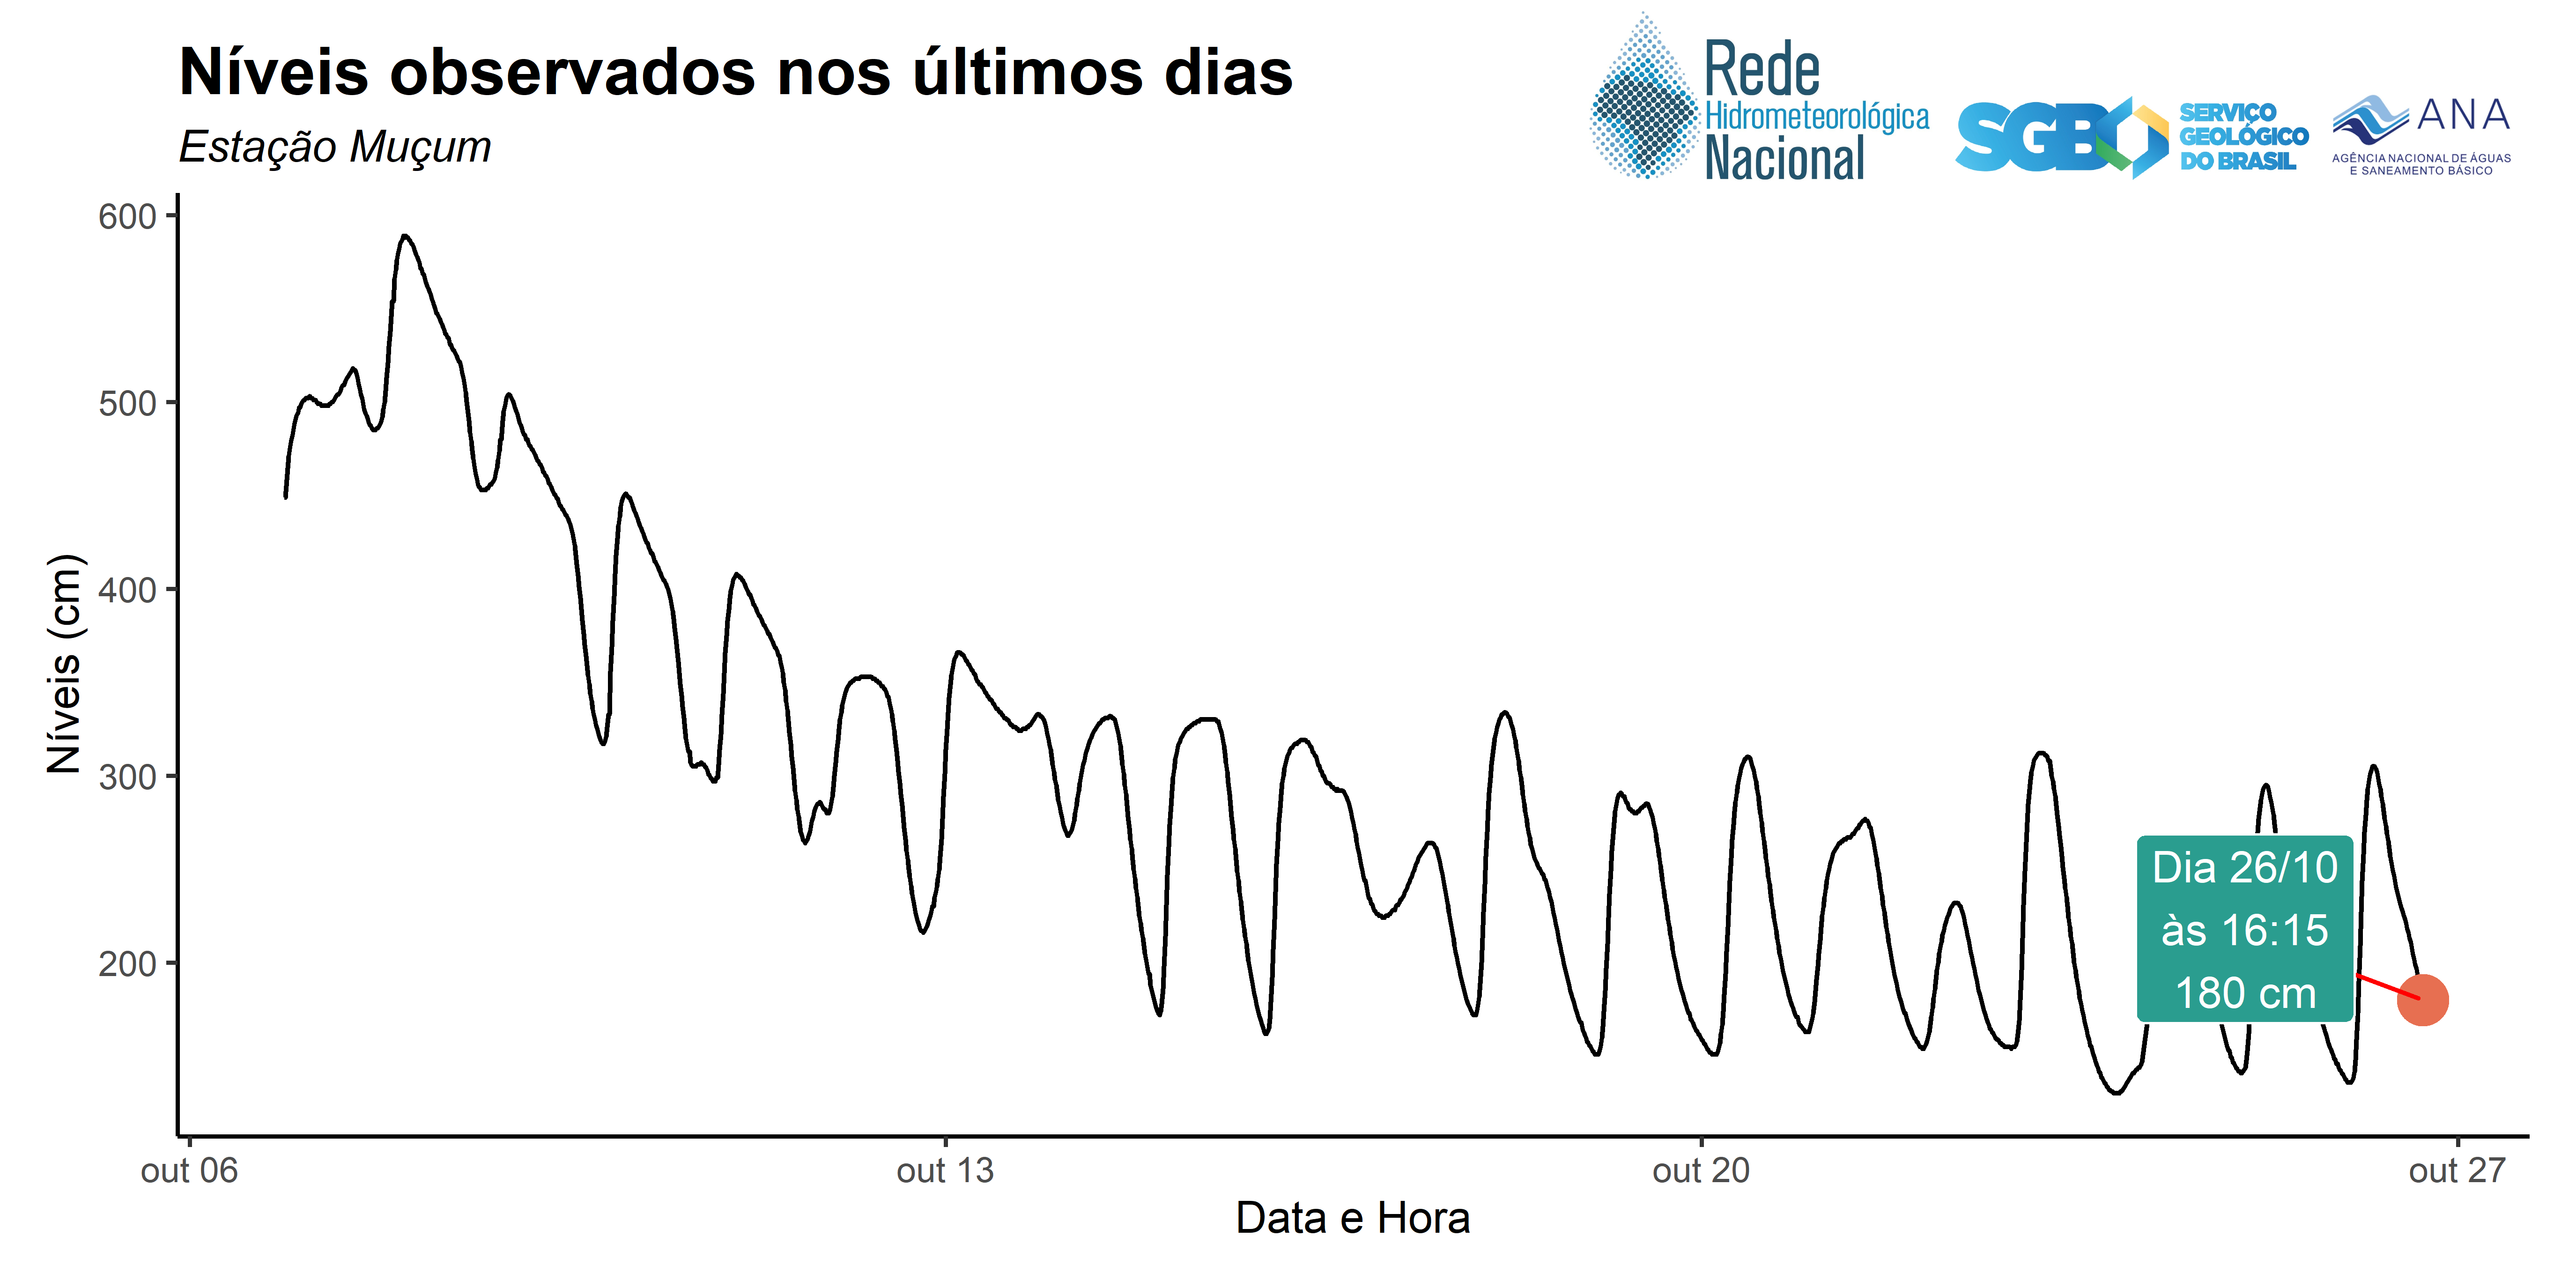 Níveis observados nos últimos dias
Estação Muçum
Rede
Hidrometeorológica
Nacional
SGB
SERVIÇO
GEOLÓGICO
DO BRASIL
ANA
AGÊNCIA NACIONAL DE ÁGUAS
E SANEAMENTO BÁSICO
Níveis (cm)
600
500
400
300
200
Dia 26/10
às 16:15
180 cm
out 06
out 13
out 20
out 27
Data e Hora